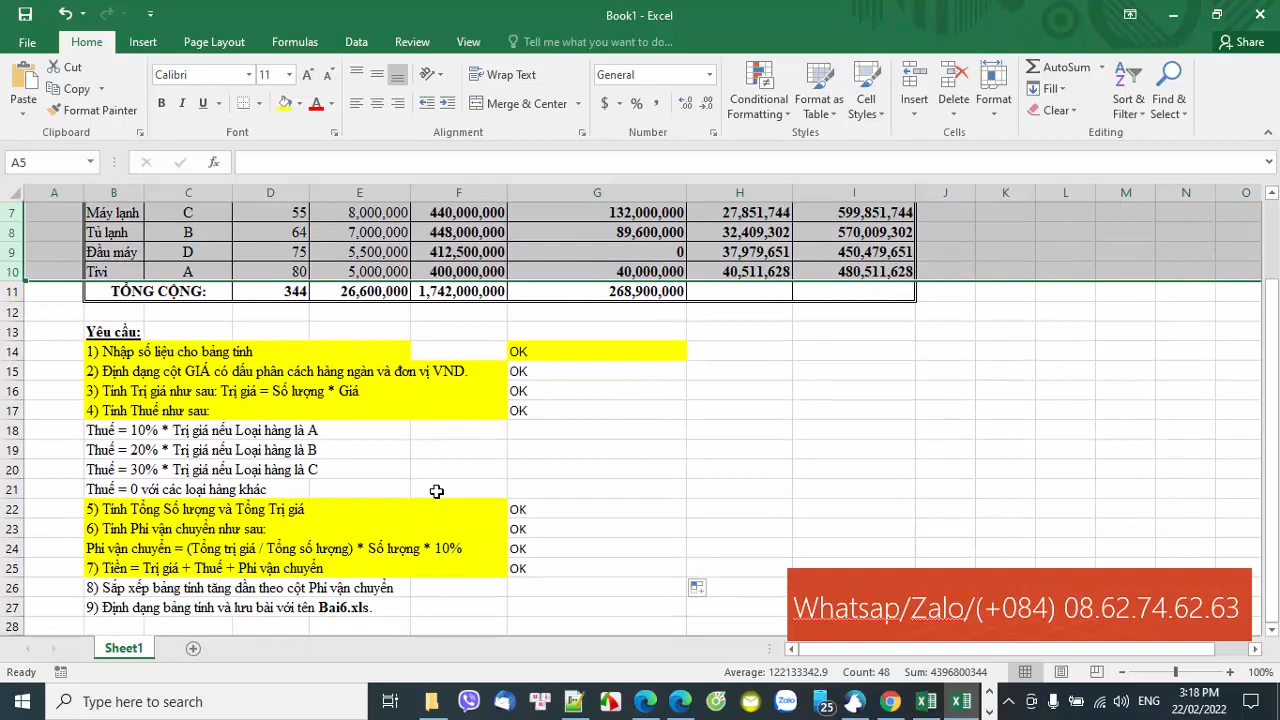 Book1 - Excel
File Home Insert Page Layout Formulas Data Review View Tell me what you want to do... Share
Cut Calibri 11 Wrap Text General AutoSum
Copy Fill
Paste Format Painter Merge & Center $ % Conditional Formatting Format as Table Cell Styles Insert Delete Format Clear Sort & Filter Find & Select
Clipboard Font Alignment Number Styles Cells Editing
A5 fx
A B C D E F G H I J K L M N O
7 Máy lạnh C 55 8,000,000 440,000,000 132,000,000 27,851,744 599,851,744
8 Tủ lạnh B 64 7,000,000 448,000,000 89,600,000 32,409,302 570,009,302
9 Đầu máy D 75 5,500,000 412,500,000 0 37,979,651 450,479,651
10 Tivi A 80 5,000,000 400,000,000 40,000,000 40,511,628 480,511,628
11 TỔNG CỘNG: 344 26,600,000 1,742,000,000 268,900,000
12
13 Yêu cầu:
14 1) Nhập số liệu cho bảng tính OK
15 2) Định dạng cột GIÁ có dấu phân cách hàng ngàn và đơn vị VND. OK
16 3) Tính Trị giá như sau: Trị giá = Số lượng * Giá OK
17 4) Tính Thuế như sau: OK
18 Thuế = 10% * Trị giá nếu Loại hàng là A
19 Thuế = 20% * Trị giá nếu Loại hàng là B
20 Thuế = 30% * Trị giá nếu Loại hàng là C
21 Thuế = 0 với các loại hàng khác
22 5) Tính Tổng Số lượng và Tổng Trị giá OK
23 6) Tính Phí vận chuyển như sau: OK
24 Phí vận chuyển = (Tổng trị giá / Tổng số lượng) * Số lượng * 10% OK
25 7) Tiền = Trị giá + Thuế + Phí vận chuyển OK
26 8) Sắp xếp bảng tính tăng dần theo cột Phí vận chuyển
27 9) Định dạng bảng tính và lưu bài với tên Bai6.xls.
28
Whatsap/Zalo/(+084) 08.62.74.62.63
Sheet1
Ready Average: 122133342.9 Count: 48 Sum: 4396800344 100%
Type here to search Zalo 25 ENG 3:18 PM
22/02/2022